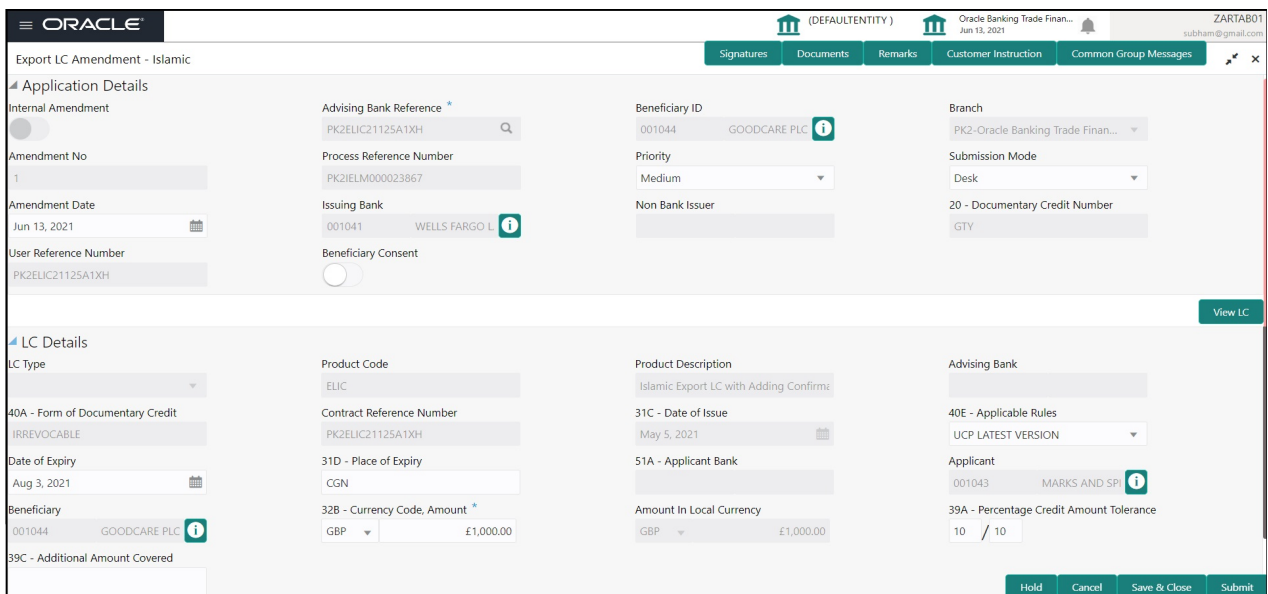 ORACLE®
(DEFAULTENTITY )
Oracle Banking Trade Finan...
Jun 13, 2021
ZARTAB01
subham@gmail.com
Export LC Amendment - Islamic
Signatures
Documents
Remarks
Customer Instruction
Common Group Messages
Application Details
Internal Amendment
Advising Bank Reference *
PK2ELIC21125A1XH
Beneficiary ID
001044 GOODCARE PLC
Branch
PK2-Oracle Banking Trade Finan...
Amendment No
1
Process Reference Number
PK2IELM000023867
Priority
Medium
Submission Mode
Desk
Amendment Date
Jun 13, 2021
Issuing Bank
001041 WELLS FARGO L
Non Bank Issuer
20 - Documentary Credit Number
GTY
User Reference Number
PK2ELIC21125A1XH
Beneficiary Consent
View LC
LC Details
LC Type
Product Code
ELIC
Product Description
Islamic Export LC with Adding Confirma
Advising Bank
40A - Form of Documentary Credit
IRREVOCABLE
Contract Reference Number
PK2ELIC21125A1XH
31C - Date of Issue
May 5, 2021
40E - Applicable Rules
UCP LATEST VERSION
Date of Expiry
Aug 3, 2021
31D - Place of Expiry
CGN
51A - Applicant Bank
Applicant
001043 MARKS AND SPI
Beneficiary
001044 GOODCARE PLC
32B - Currency Code, Amount *
GBP £1,000.00
Amount In Local Currency
GBP £1,000.00
39A - Percentage Credit Amount Tolerance
10 / 10
39C - Additional Amount Covered
Hold
Cancel
Save & Close
Submit